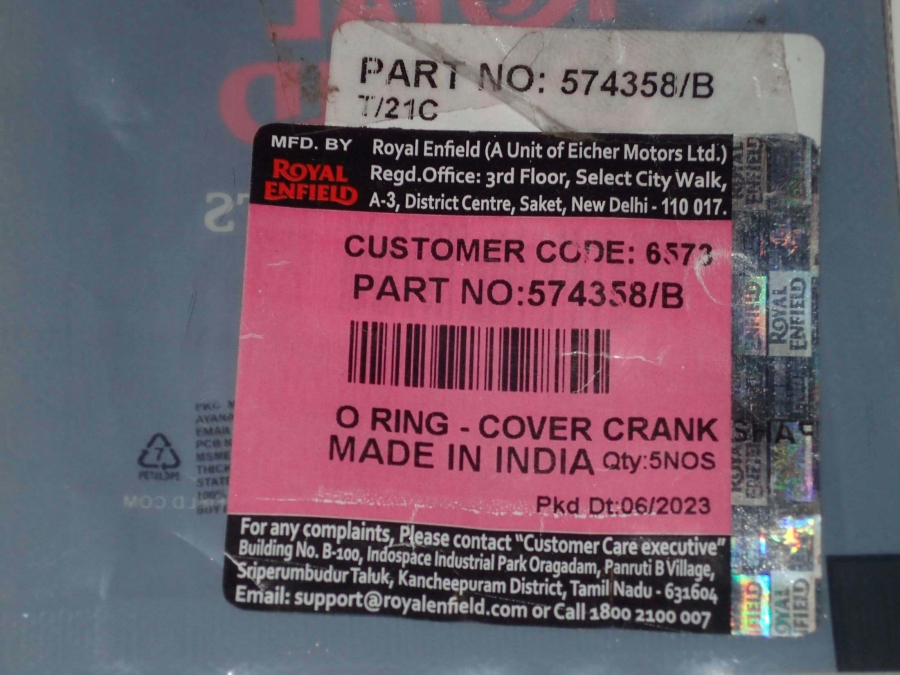 PART NO: 574358/B
T/21C
MFD. BY
ROYAL
ENFIELD
Royal Enfield (A Unit of Eicher Motors Ltd.)
Regd.Office: 3rd Floor, Select City Walk,
A-3, District Centre, Saket, New Delhi - 110 017.
CUSTOMER CODE: 6573
PART NO:574358/B
O RING - COVER CRANK SHAF
MADE IN INDIA Qty:5NOS
Pkd Dt:06/2023
For any complaints, Please contact "Customer Care executive"
Building No. B-100, Indospace Industrial Park Oragadam, Panruti B Village,
Sriperumbudur Taluk, Kancheepuram District, Tamil Nadu - 631604
Email: support@royalenfield.com or Call 1800 2100 007
ROYAL
ENFIELD
7